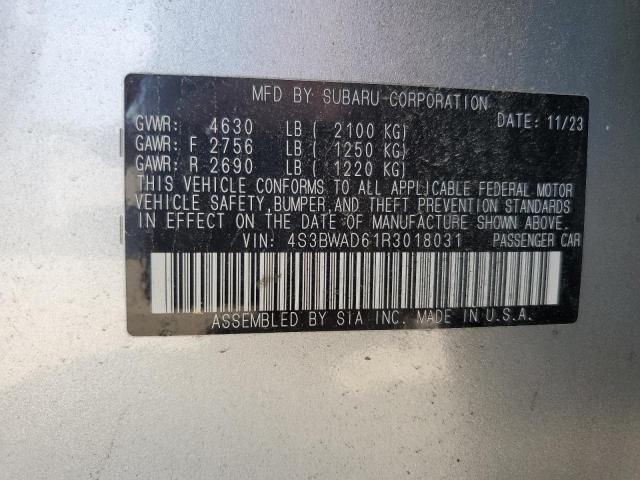 MFD BY SUBARU CORPORATION
DATE: 11/23
GVWR: 4630 LB ( 2100 KG)
GAWR: F 2756 LB ( 1250 KG)
GAWR: R 2690 LB ( 1220 KG)
THIS VEHICLE CONFORMS TO ALL APPLICABLE FEDERAL MOTOR
VEHICLE SAFETY, BUMPER, AND THEFT PREVENTION STANDARDS
IN EFFECT ON THE DATE OF MANUFACTURE SHOWN ABOVE.
VIN: 4S3BWAD61R3018031 PASSENGER CAR
ASSEMBLED BY SIA INC. MADE IN U.S.A.